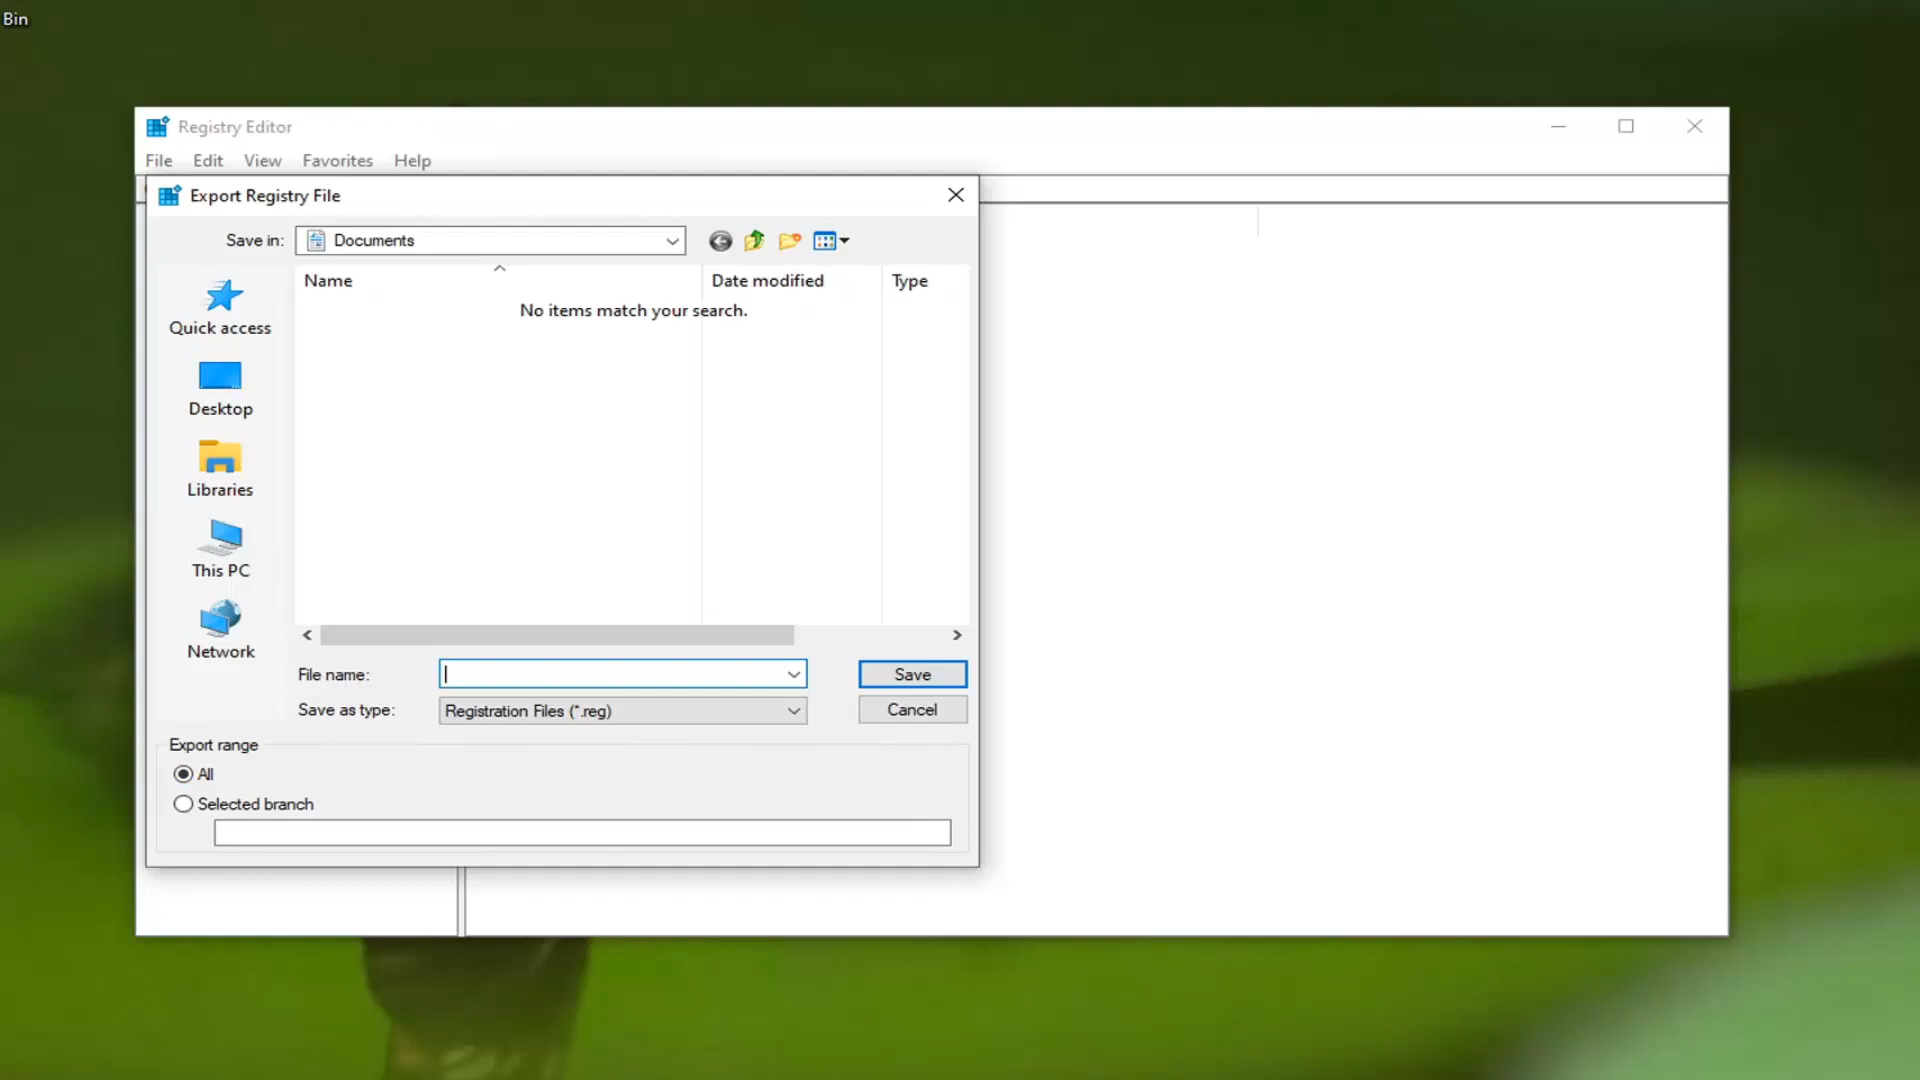 Bin
Registry Editor
File Edit View Favorites Help
Export Registry File
Save in: Documents
Name Date modified Type
No items match your search.
Quick access
Desktop
Libraries
This PC
Network
File name: Save
Save as type: Registration Files (*.reg) Cancel
Export range
All
Selected branch